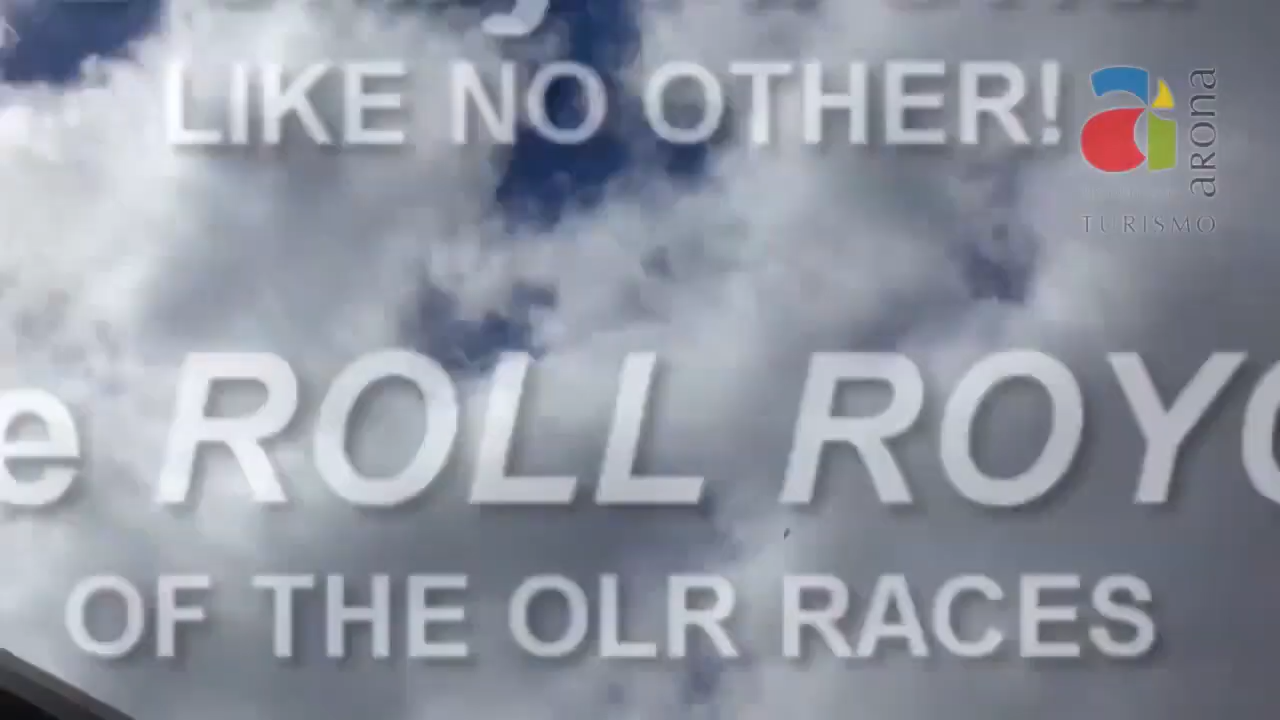 LIKE NO OTHER!
arona
TURISMO
e ROLL ROY
OF THE OLR RACES